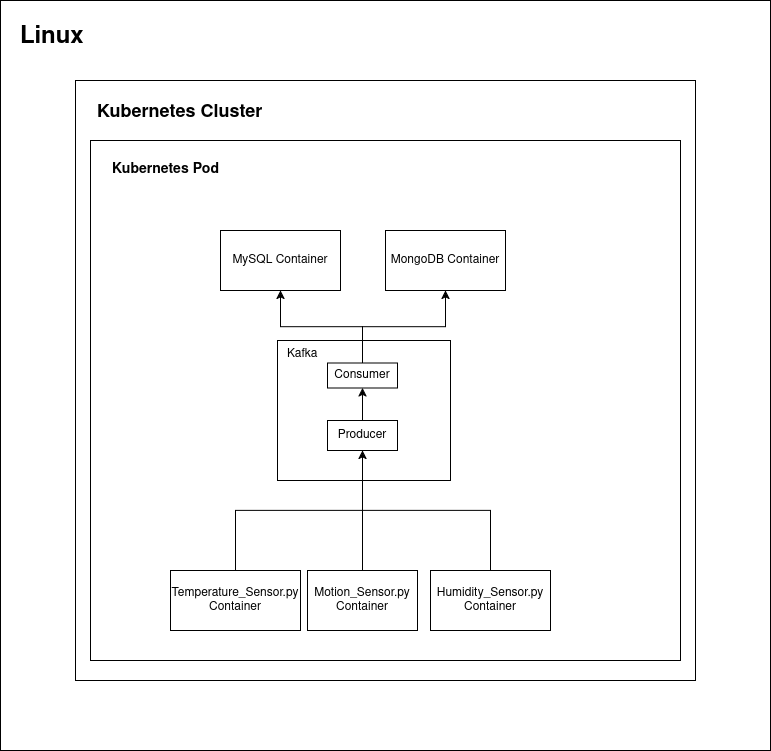 Linux
Kubernetes Cluster
Kubernetes Pod
MySQL Container
MongoDB Container
Kafka
Consumer
Producer
Temperature_Sensor.py
Container
Motion_Sensor.py
Container
Humidity_Sensor.py
Container